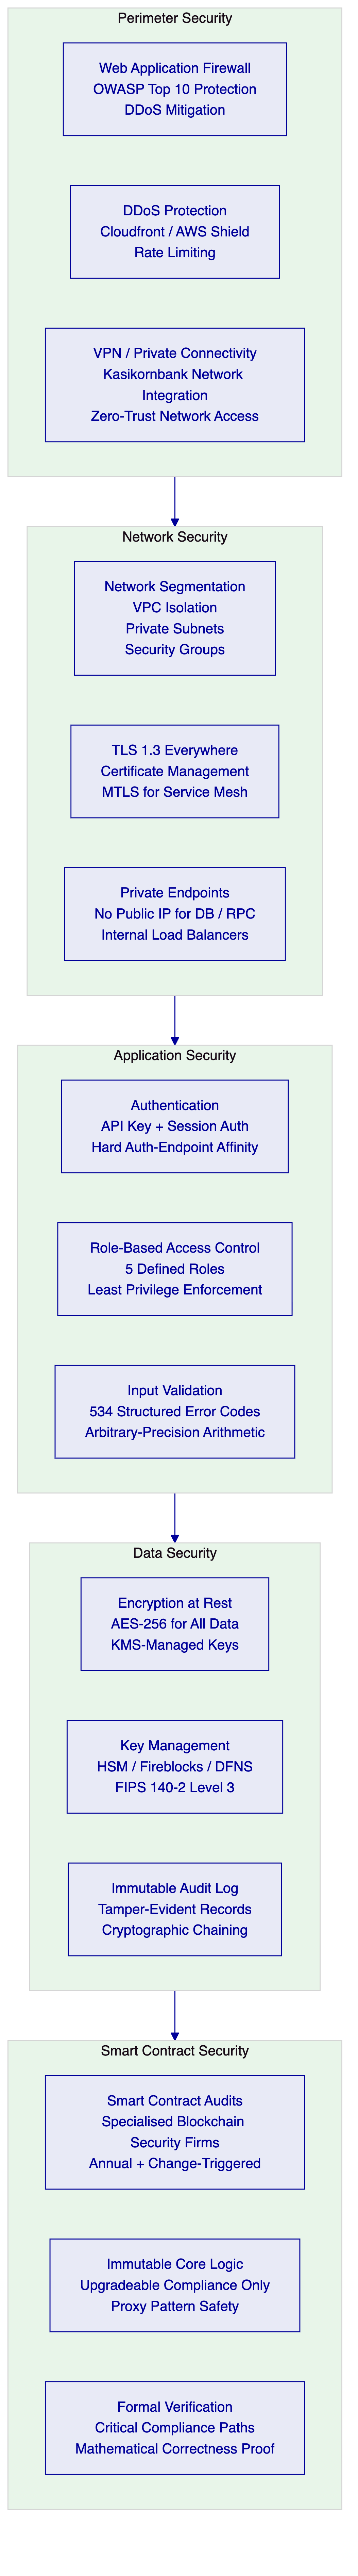 Perimeter Security
Web Application Firewall
OWASP Top 10 Protection
DDoS Mitigation
DDoS Protection
Cloudfront / AWS Shield
Rate Limiting
VPN / Private Connectivity
Kasikornbank Network
Integration
Zero-Trust Network Access
Network Security
Network Segmentation
VPC Isolation
Private Subnets
Security Groups
TLS 1.3 Everywhere
Certificate Management
MTLS for Service Mesh
Private Endpoints
No Public IP for DB / RPC
Internal Load Balancers
Application Security
Authentication
API Key + Session Auth
Hard Auth-Endpoint Affinity
Role-Based Access Control
5 Defined Roles
Least Privilege Enforcement
Input Validation
534 Structured Error Codes
Arbitrary-Precision Arithmetic
Data Security
Encryption at Rest
AES-256 for All Data
KMS-Managed Keys
Key Management
HSM / Fireblocks / DFNS
FIPS 140-2 Level 3
Immutable Audit Log
Tamper-Evident Records
Cryptographic Chaining
Smart Contract Security
Smart Contract Audits
Specialised Blockchain
Security Firms
Annual + Change-Triggered
Immutable Core Logic
Upgradeable Compliance Only
Proxy Pattern Safety
Formal Verification
Critical Compliance Paths
Mathematical Correctness Proof